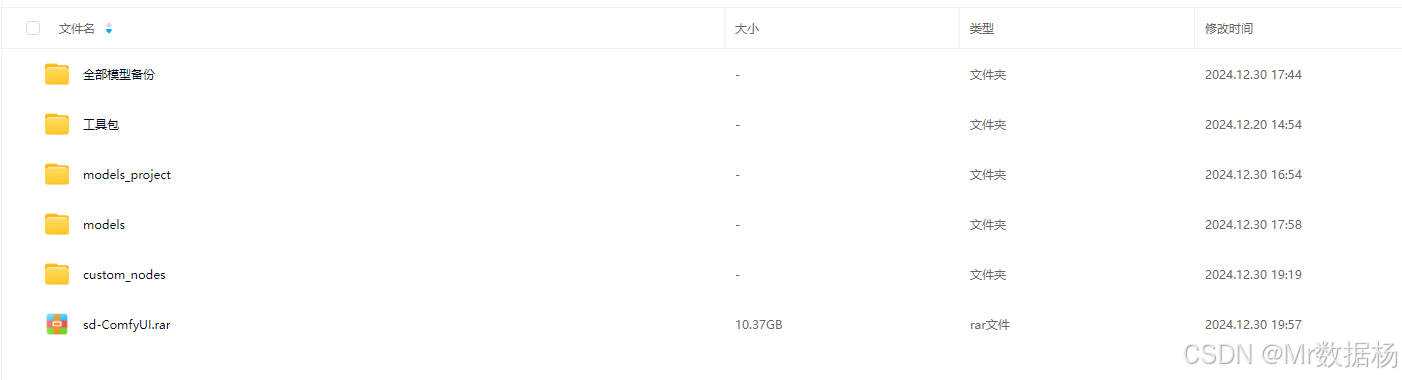 文件名 大小 类型 修改时间
全部模型备份 - 文件夹 2024.12.30 17:44
工具包 - 文件夹 2024.12.20 14:54
models_project - 文件夹 2024.12.30 16:54
models - 文件夹 2024.12.30 17:58
custom_nodes - 文件夹 2024.12.30 19:19
sd-ComfyUI.rar 10.37GB rar文件 2024.12.30 19:57
CSDN @Mr数据杨